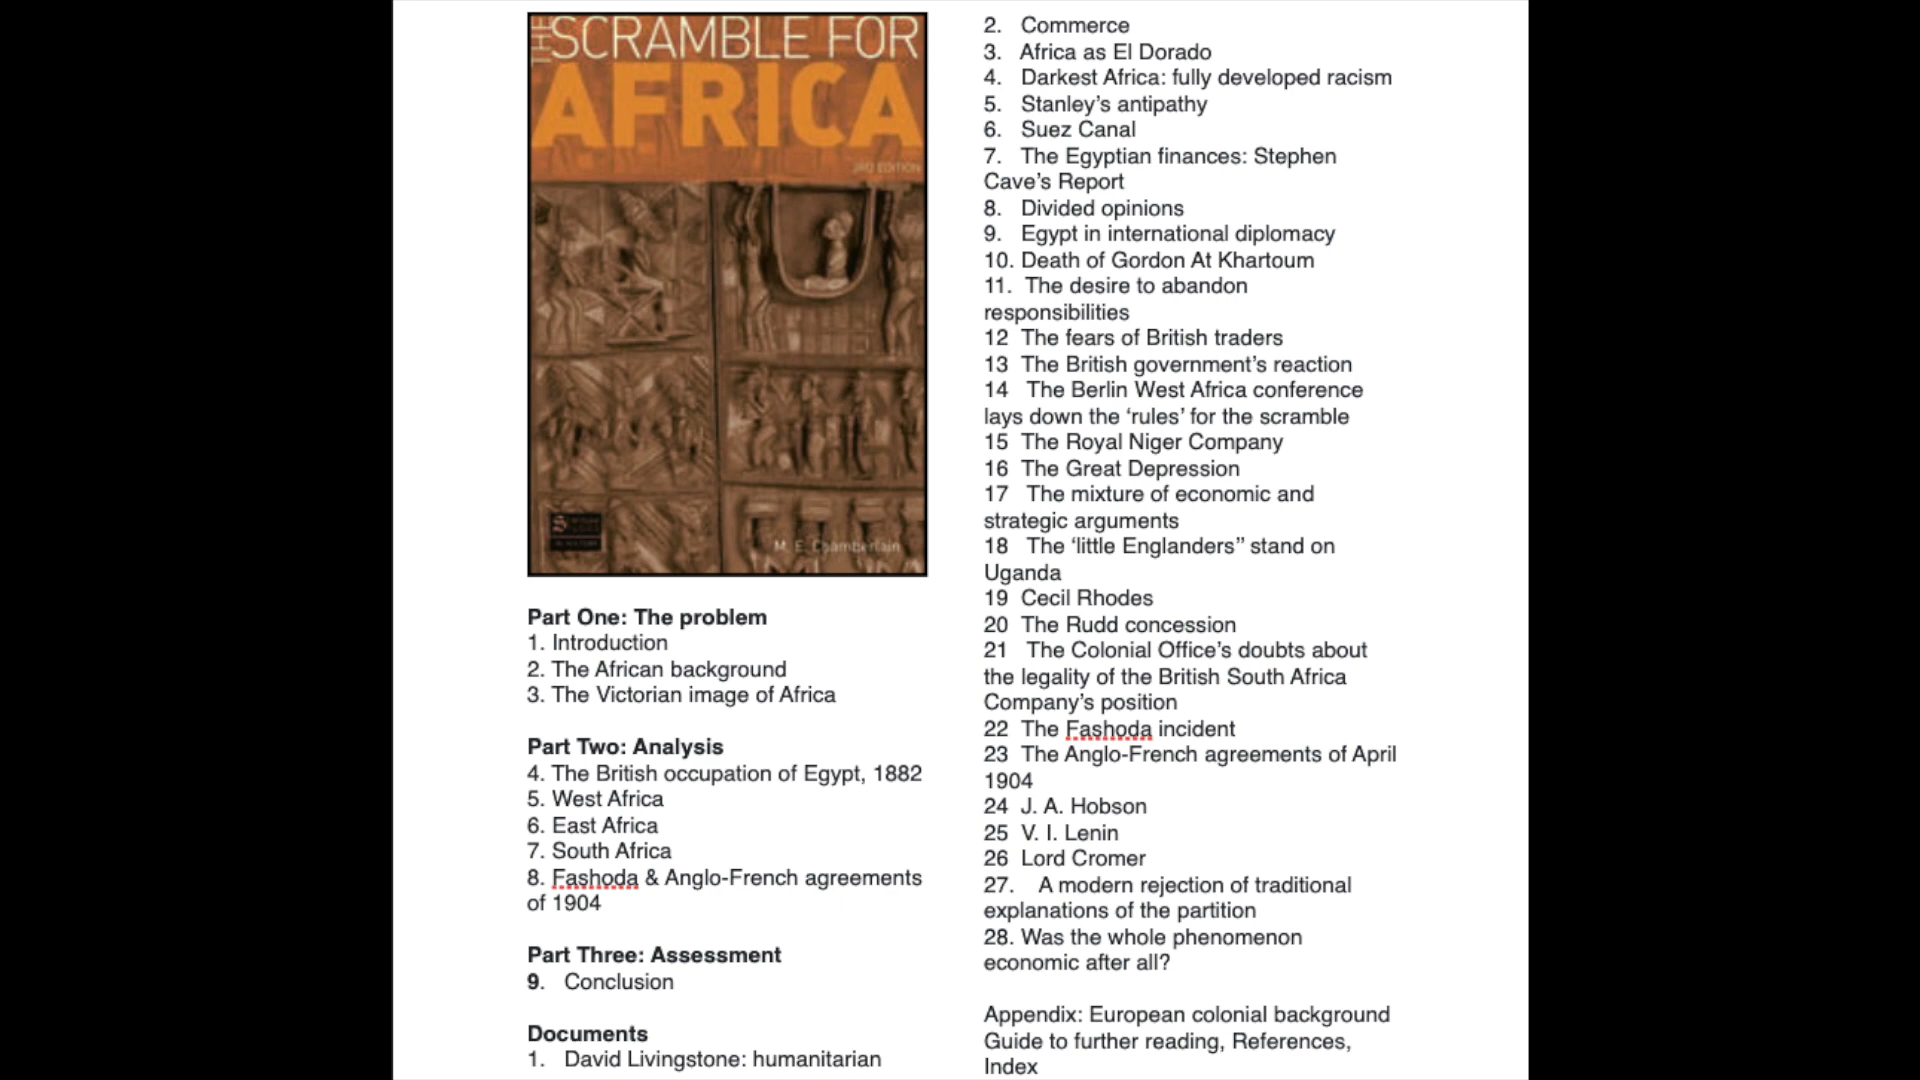 THE
SCRAMBLE FOR
AFRICA
3RD EDITION
M. E. Chamberlain
Part One: The problem
1. Introduction
2. The African background
3. The Victorian image of Africa
Part Two: Analysis
4. The British occupation of Egypt, 1882
5. West Africa
6. East Africa
7. South Africa
8. Fashoda & Anglo-French agreements
of 1904
Part Three: Assessment
9. Conclusion
Documents
1. David Livingstone: humanitarian
2. Commerce
3. Africa as El Dorado
4. Darkest Africa: fully developed racism
5. Stanley’s antipathy
6. Suez Canal
7. The Egyptian finances: Stephen
Cave’s Report
8. Divided opinions
9. Egypt in international diplomacy
10. Death of Gordon At Khartoum
11. The desire to abandon
responsibilities
12 The fears of British traders
13 The British government’s reaction
14 The Berlin West Africa conference
lays down the ‘rules’ for the scramble
15 The Royal Niger Company
16 The Great Depression
17 The mixture of economic and
strategic arguments
18 The ‘little Englanders” stand on
Uganda
19 Cecil Rhodes
20 The Rudd concession
21 The Colonial Office’s doubts about
the legality of the British South Africa
Company’s position
22 The Fashoda incident
23 The Anglo-French agreements of April
1904
24 J. A. Hobson
25 V. I. Lenin
26 Lord Cromer
27. A modern rejection of traditional
explanations of the partition
28. Was the whole phenomenon
economic after all?
Appendix: European colonial background
Guide to further reading, References,
Index